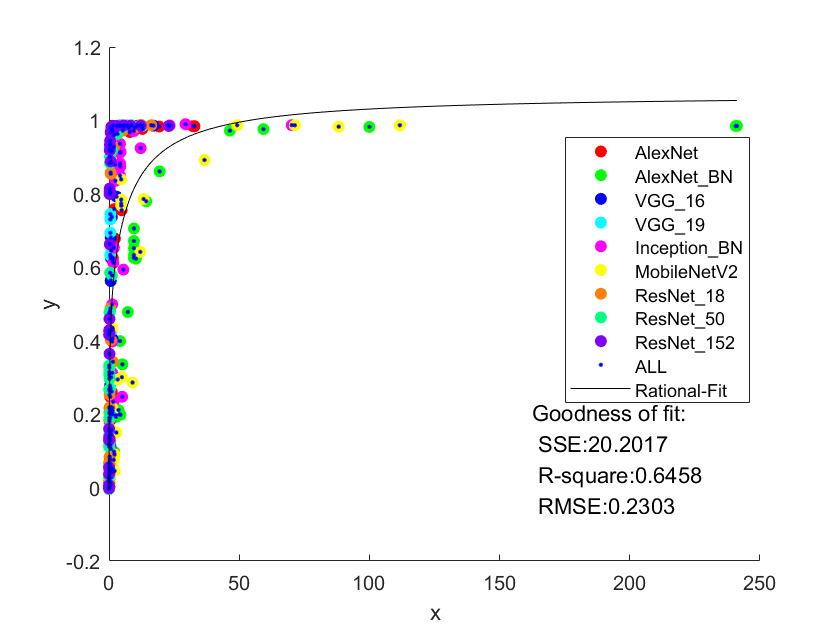 1.2
1
0.8
0.6
0.4
0.2
0
-0.2
y
0
50
100
150
200
250
x
AlexNet
AlexNet_BN
VGG_16
VGG_19
Inception_BN
MobileNetV2
ResNet_18
ResNet_50
ResNet_152
ALL
Rational-Fit
Goodness of fit:
SSE:20.2017
R-square:0.6458
RMSE:0.2303